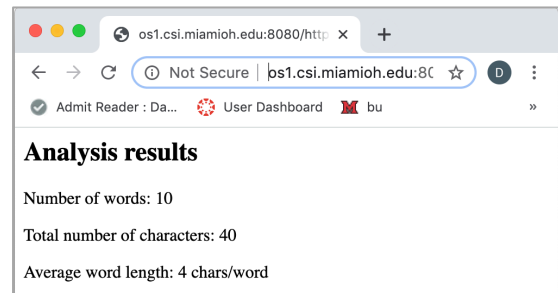 os1.csi.miamioh.edu:8080/http
Not Secure | os1.csi.miamioh.edu:80
D
Admit Reader : Da... User Dashboard bu »
Analysis results
Number of words: 10
Total number of characters: 40
Average word length: 4 chars/word